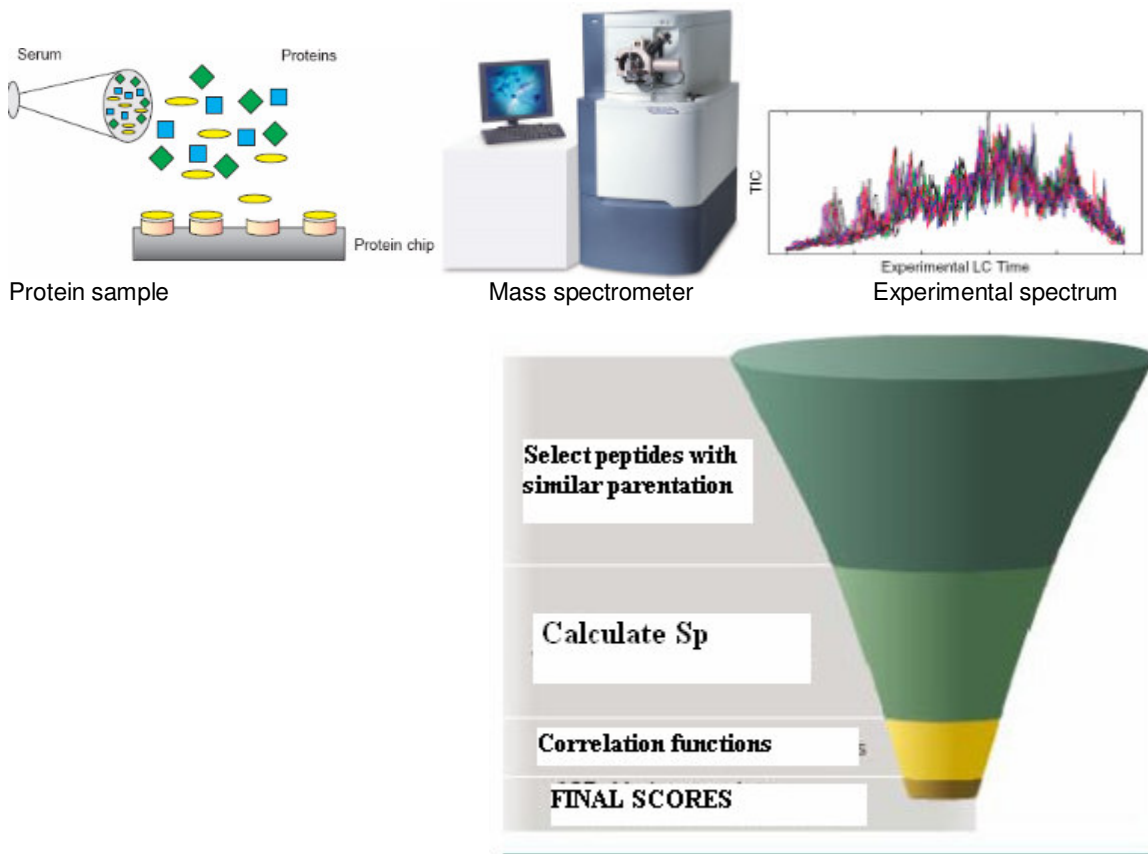 Serum
Proteins
Protein chip
TIC
Experimental LC Time
Protein sample
Mass spectrometer
Experimental spectrum
Select peptides with
similar parentation
Calculate Sp
Correlation functions
FINAL SCORES